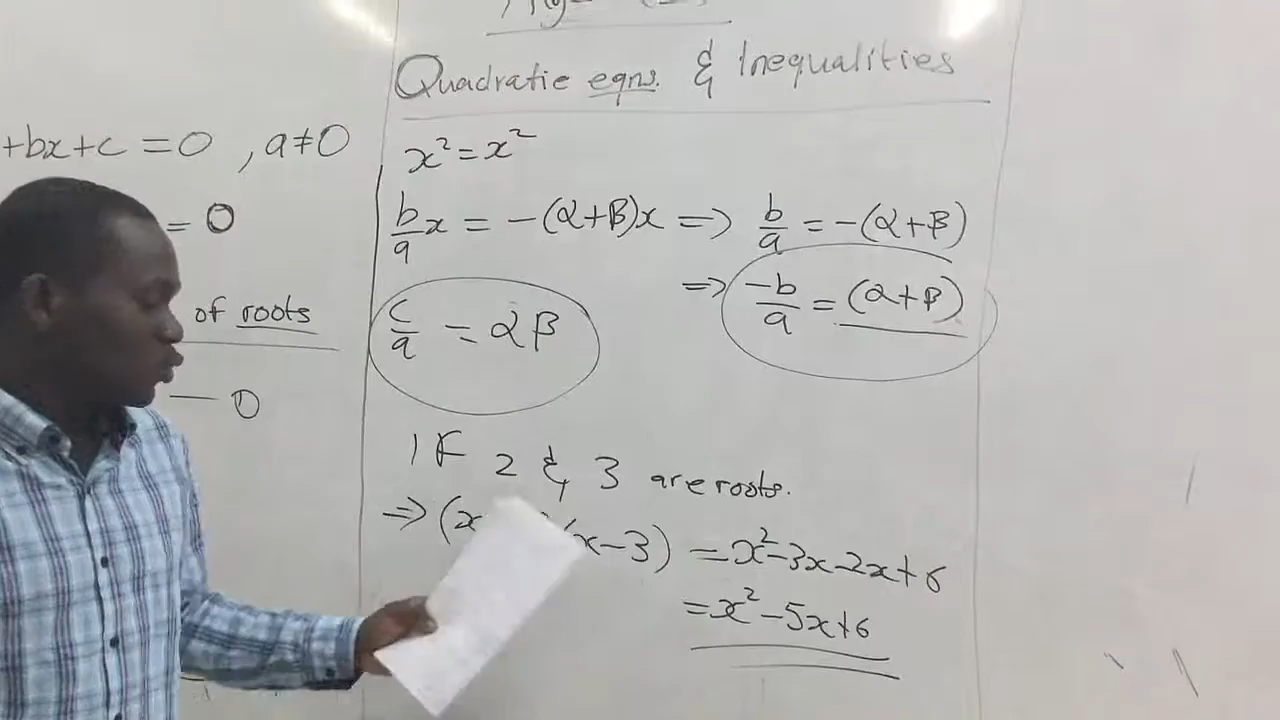 +bx+c =0 , a≠0
= 0
of roots
— 0
Quadratic eqns. & Inequalities
x² = x²
b/a x = -(α+β)x => b/a = -(α+β)
=> -b/a = (α+β)
c/a = αβ
IF 2 & 3 are roots.
=> (x x-3) = x²-3x-2x+6
= x²-5x+6